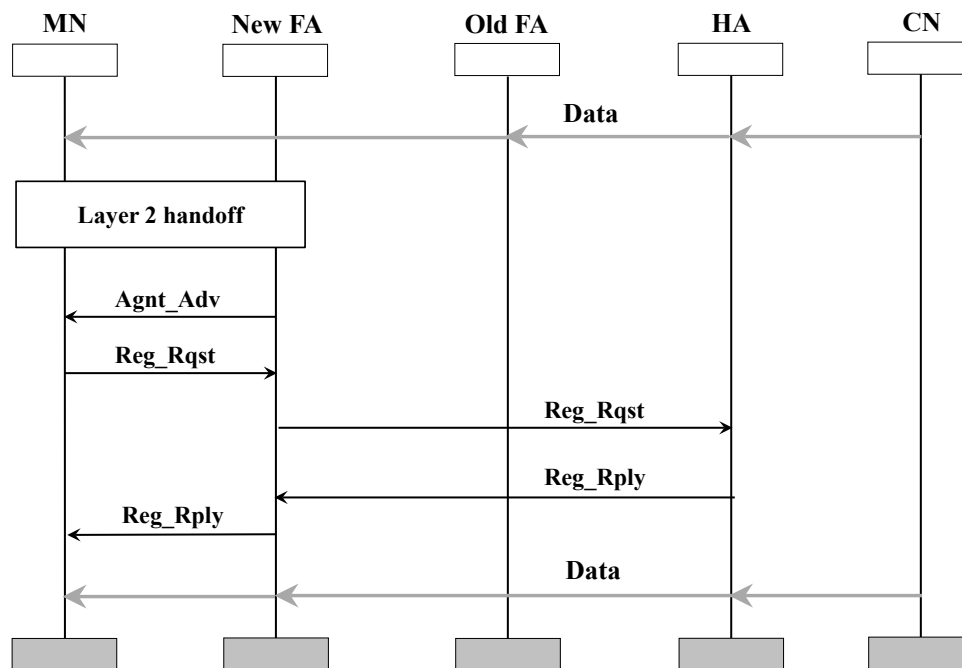 MN New FA Old FA HA CN
Data
Layer 2 handoff
Agnt_Adv
Reg_Rqst
Reg_Rqst
Reg_Rply
Reg_Rply
Data